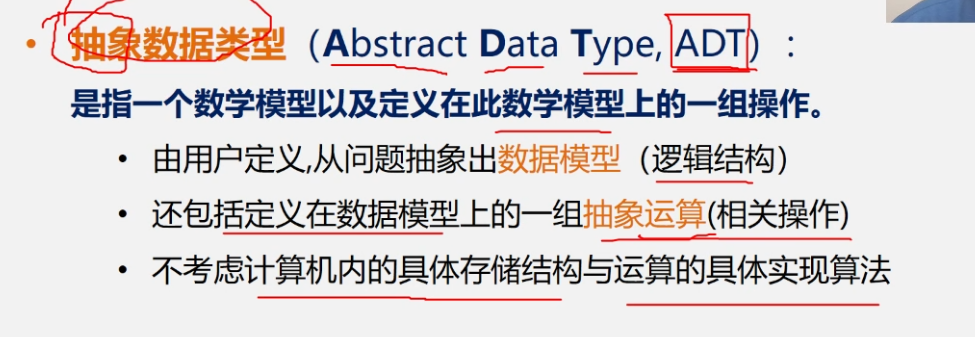 • 抽象数据类型（Abstract Data Type, ADT）：
是指一个数学模型以及定义在此数学模型上的一组操作。
• 由用户定义,从问题抽象出数据模型（逻辑结构）
• 还包括定义在数据模型上的一组抽象运算(相关操作)
• 不考虑计算机内的具体存储结构与运算的具体实现算法